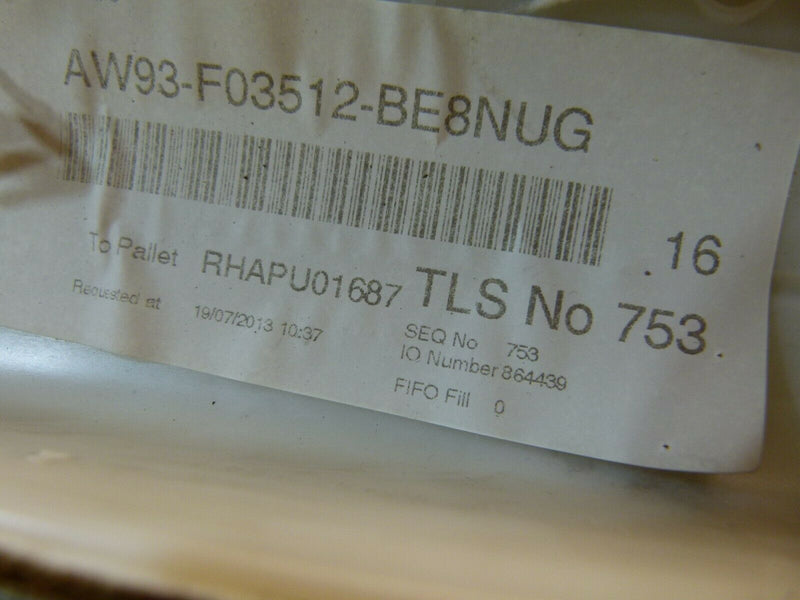 AW93-F03512-BE8NUG
.16
To Pallet RHAPU01687 TLS No 753
Requested at 19/07/2013 10:37
SEQ No 753
IO Number 864439
FIFO Fill 0